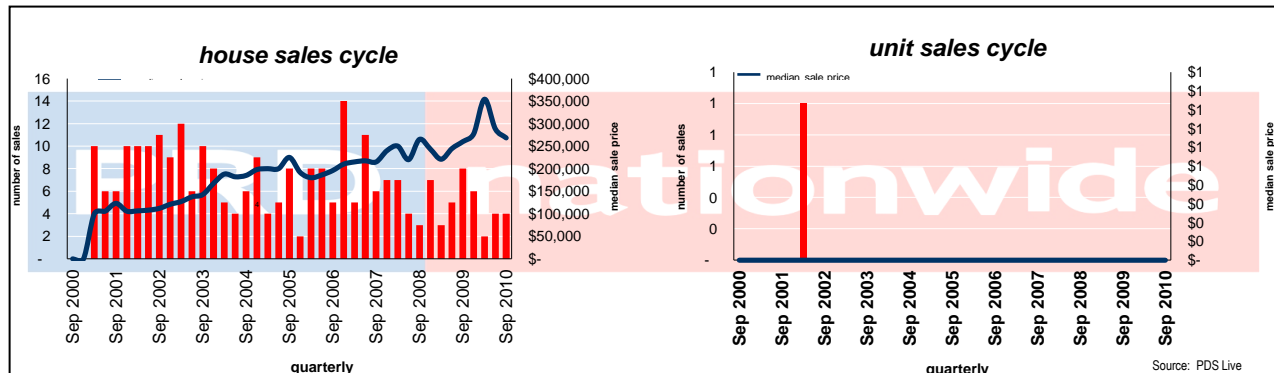 house sales cycle
16
14
12
10
8
6
4
2
-
number of sales
$400,000
$350,000
$300,000
$250,000
$200,000
$150,000
$100,000
$50,000
$-
median sale price
Sep 2000
Sep 2001
Sep 2002
Sep 2003
Sep 2004
Sep 2005
Sep 2006
Sep 2007
Sep 2008
Sep 2009
Sep 2010
quarterly
unit sales cycle
median sale price
1
1
1
1
0
0
-
number of sales
$1
$1
$1
$1
$1
$1
$0
$0
$0
$0
$-
median sale price
Sep 2000
Sep 2001
Sep 2002
Sep 2003
Sep 2004
Sep 2005
Sep 2006
Sep 2007
Sep 2008
Sep 2009
Sep 2010
quarterly
Source: PDS Live
PRD nationwide